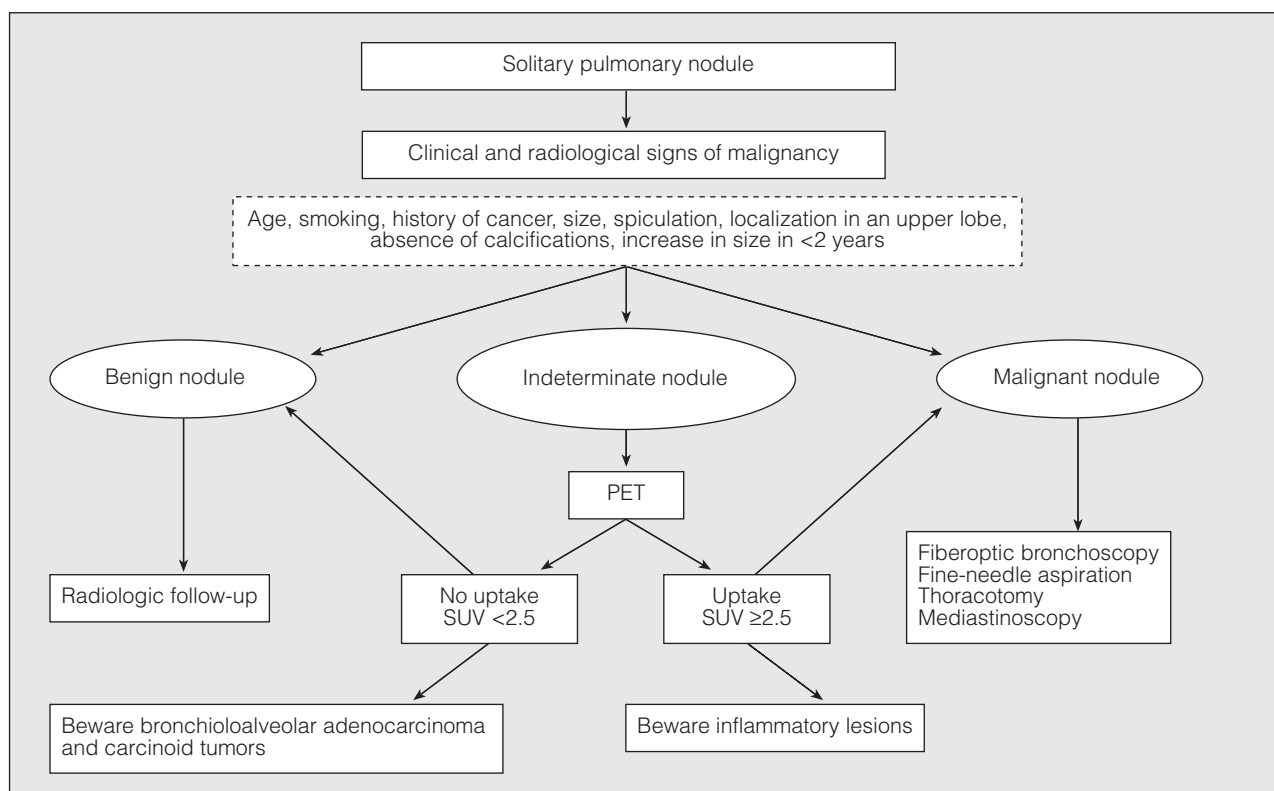 Solitary pulmonary nodule
Clinical and radiological signs of malignancy
Age, smoking, history of cancer, size, spiculation, localization in an upper lobe,
absence of calcifications, increase in size in <2 years
Benign nodule
Indeterminate nodule
Malignant nodule
PET
Radiologic follow-up
No uptake
SUV <2.5
Uptake
SUV ≥2.5
Fiberoptic bronchoscopy
Fine-needle aspiration
Thoracotomy
Mediastinoscopy
Beware bronchioloalveolar adenocarcinoma
and carcinoid tumors
Beware inflammatory lesions